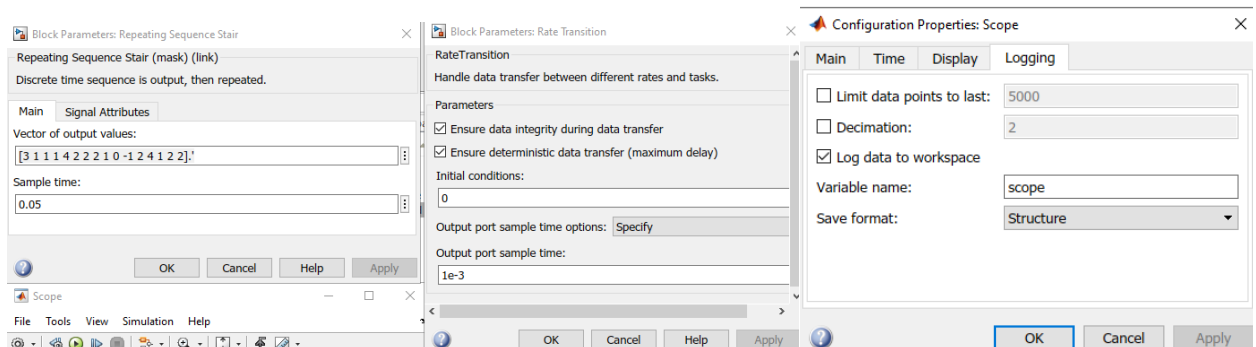 Block Parameters: Repeating Sequence Stair
Repeating Sequence Stair (mask) (link)
Discrete time sequence is output, then repeated.
Main Signal Attributes
Vector of output values:
[3 1 1 1 4 2 2 2 1 0 -1 2 4 1 2 2].'
Sample time:
0.05
OK Cancel Help Apply
Scope
File Tools View Simulation Help
Block Parameters: Rate Transition
RateTransition
Handle data transfer between different rates and tasks.
Parameters
Ensure data integrity during data transfer
Ensure deterministic data transfer (maximum delay)
Initial conditions:
0
Output port sample time options: Specify
Output port sample time:
1e-3
OK Cancel Help Apply
Configuration Properties: Scope
Main Time Display Logging
Limit data points to last: 5000
Decimation: 2
Log data to workspace
Variable name: scope
Save format: Structure
OK Cancel Apply